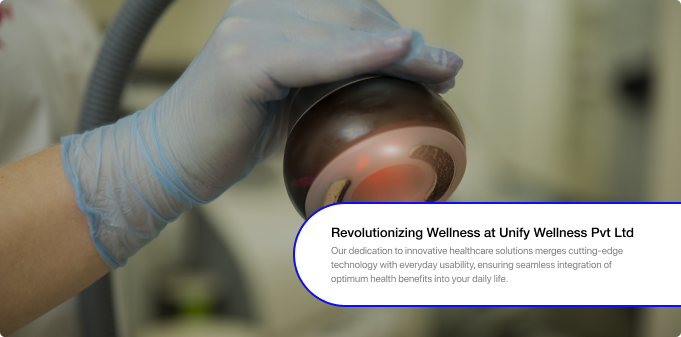 Revolutionizing Wellness at Unify Wellness Pvt Ltd
Our dedication to innovative healthcare solutions merges cutting-edge
technology with everyday usability, ensuring seamless integration of
optimum health benefits into your daily life.